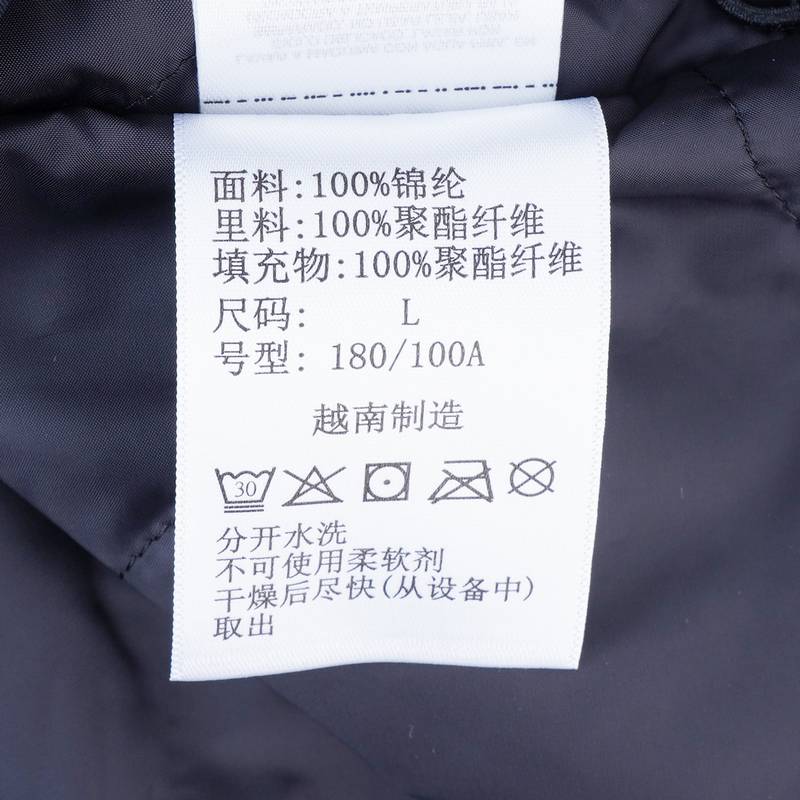 面料:100%锦纶
里料:100%聚酯纤维
填充物:100%聚酯纤维
尺码: L
号型: 180/100A
越南制造
30
分开水洗
不可使用柔软剂
干燥后尽快(从设备中)
取出